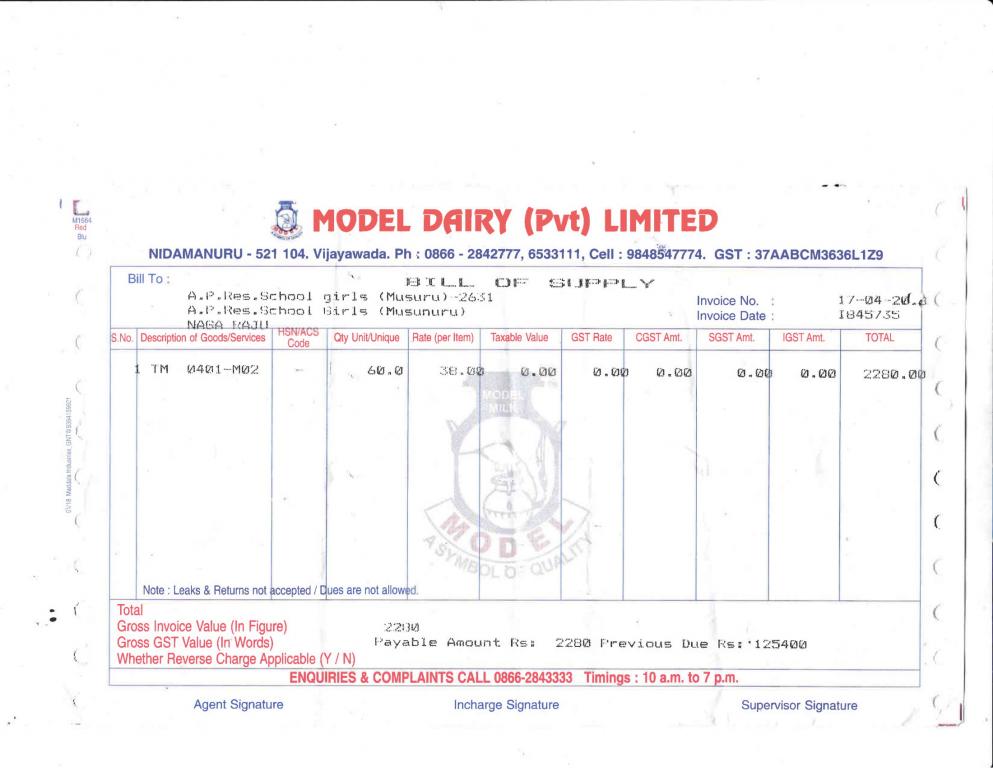 M1664
Red
Blu
MODEL DAIRY (Pvt) LIMITED
NIDAMANURU - 521 104. Vijayawada. Ph : 0866 - 2842777, 6533111, Cell : 9848547774. GST : 37AABCM3636L1Z9
Bill To :
BILL OF SUPPLY
A.P.Res.School girls (Musuru)-2631
A.P.Res.School Girls (Musunuru)
NAGA RAJU
Invoice No. : 17-04-20
Invoice Date : I845735
S.No. Description of Goods/Services HSN/ACS Code Qty Unit/Unique Rate (per Item) Taxable Value GST Rate CGST Amt. SGST Amt. IGST Amt. TOTAL
1 TM 0401-M02 - 60.0 38.00 0.00 0.00 0.00 0.00 0.00 2280.00
MODEL
MILK
MODEL
A SYMBOL OF QUALITY
Note : Leaks & Returns not accepted / Dues are not allowed.
Total
Gross Invoice Value (In Figure) 2280
Gross GST Value (In Words) Payable Amount Rs: 2280 Previous Due Rs: 125400
Whether Reverse Charge Applicable (Y / N)
ENQUIRIES & COMPLAINTS CALL 0866-2843333 Timings : 10 a.m. to 7 p.m.
Agent Signature Incharge Signature Supervisor Signature